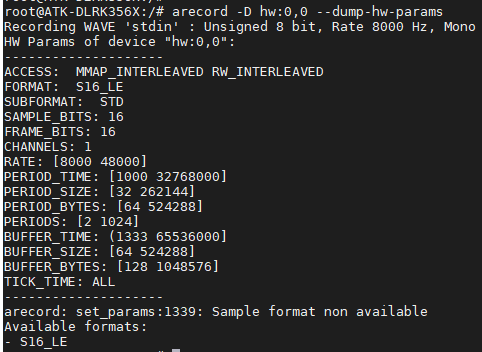 root@ATK-DLRK356X:/#
root@ATK-DLRK356X:/# arecord -D hw:0,0 --dump-hw-params
Recording WAVE 'stdin' : Unsigned 8 bit, Rate 8000 Hz, Mono
HW Params of device "hw:0,0":
--------------------
ACCESS:  MMAP_INTERLEAVED RW_INTERLEAVED
FORMAT:  S16_LE
SUBFORMAT:  STD
SAMPLE_BITS: 16
FRAME_BITS: 16
CHANNELS: 1
RATE: [8000 48000]
PERIOD_TIME: [1000 32768000]
PERIOD_SIZE: [32 262144]
PERIOD_BYTES: [64 524288]
PERIODS: [2 1024]
BUFFER_TIME: (1333 65536000]
BUFFER_SIZE: [64 524288]
BUFFER_BYTES: [128 1048576]
TICK_TIME: ALL
--------------------
arecord: set_params:1339: Sample format non available
Available formats:
- S16_LE